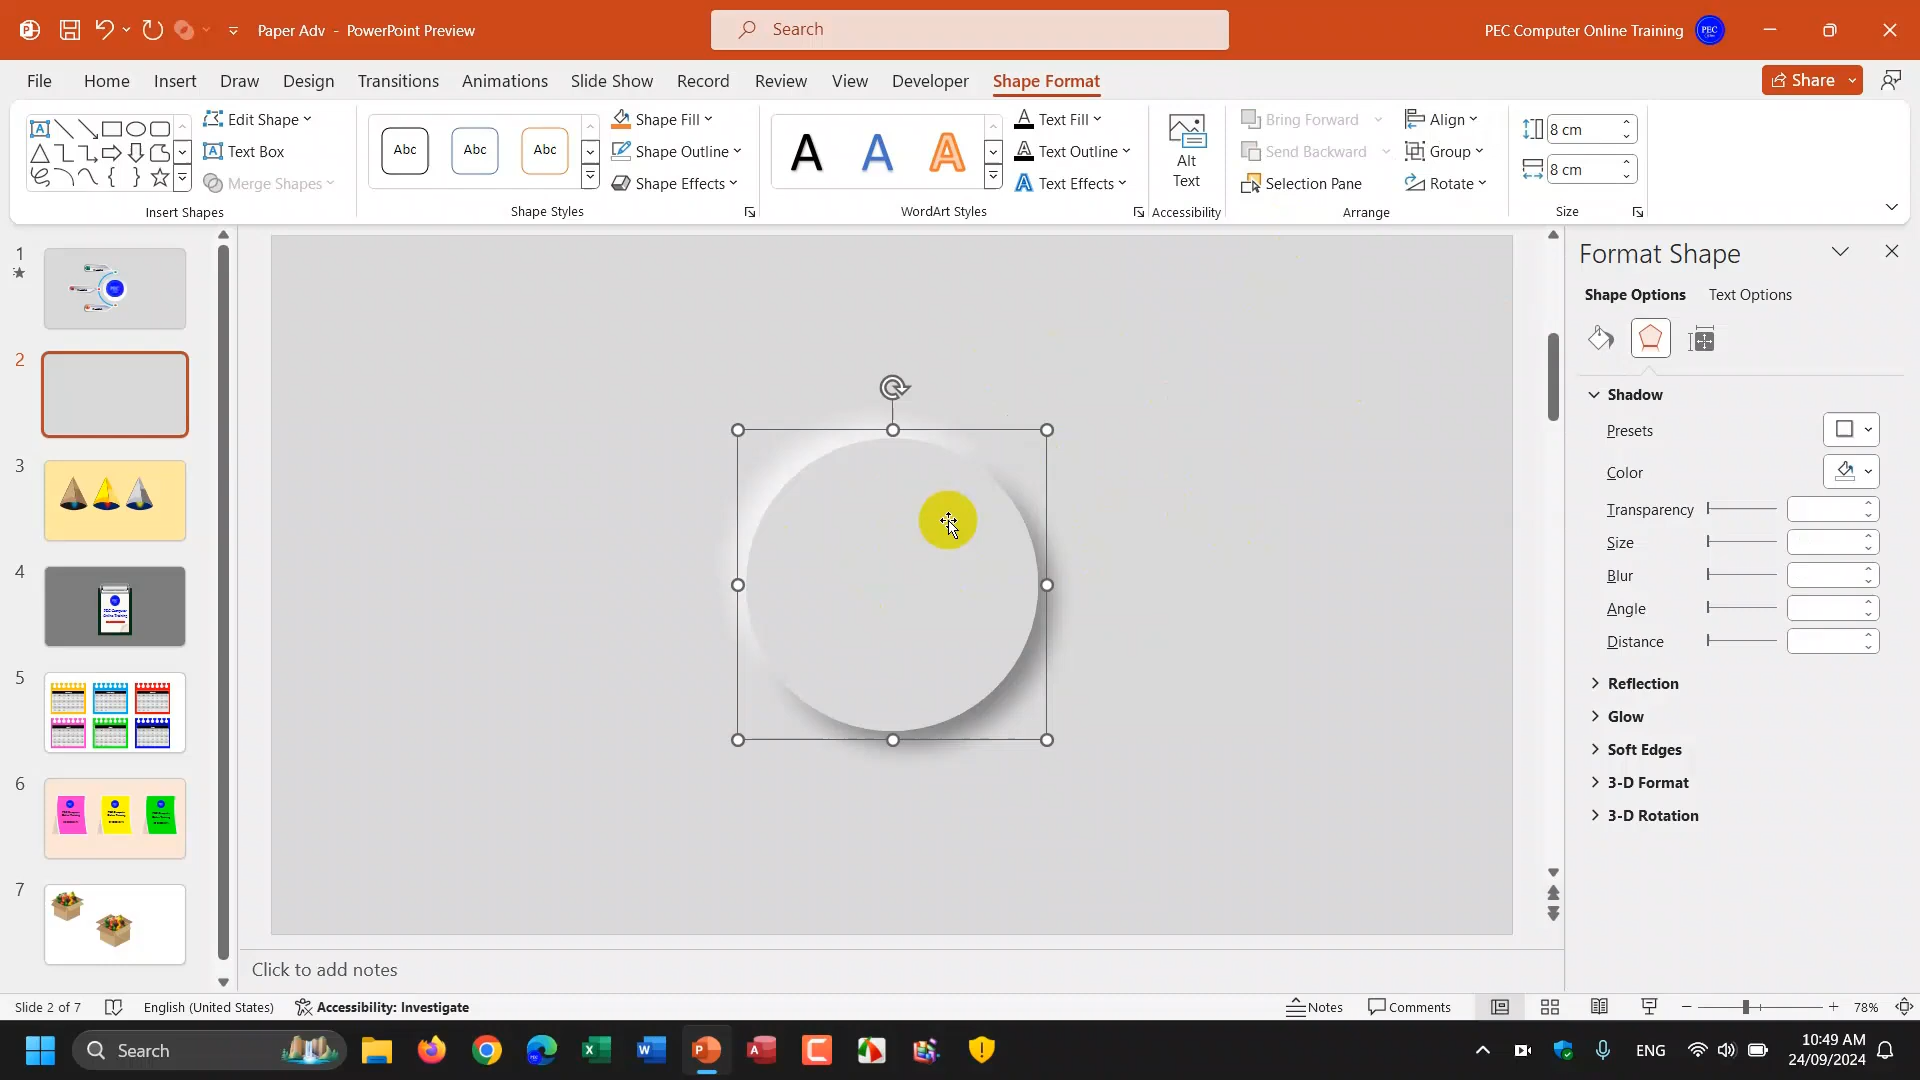 Paper Adv - PowerPoint Preview
Search
PEC Computer Online Training
PEC
File
Home
Insert
Draw
Design
Transitions
Animations
Slide Show
Record
Review
View
Developer
Shape Format
Share
Edit Shape
Text Box
Merge Shapes
Insert Shapes
Abc
Abc
Abc
Shape Fill
Shape Outline
Shape Effects
Shape Styles
A
A
A
Text Fill
Text Outline
Text Effects
WordArt Styles
Alt
Text
Accessibility
Bring Forward
Send Backward
Selection Pane
Align
Group
Rotate
Arrange
8 cm
8 cm
Size
1
2
3
4
5
6
7
Format Shape
Shape Options
Text Options
Shadow
Presets
Color
Transparency
Size
Blur
Angle
Distance
Reflection
Glow
Soft Edges
3-D Format
3-D Rotation
Click to add notes
Slide 2 of 7
English (United States)
Accessibility: Investigate
Notes
Comments
78%
Search
ENG
10:49 AM
24/09/2024